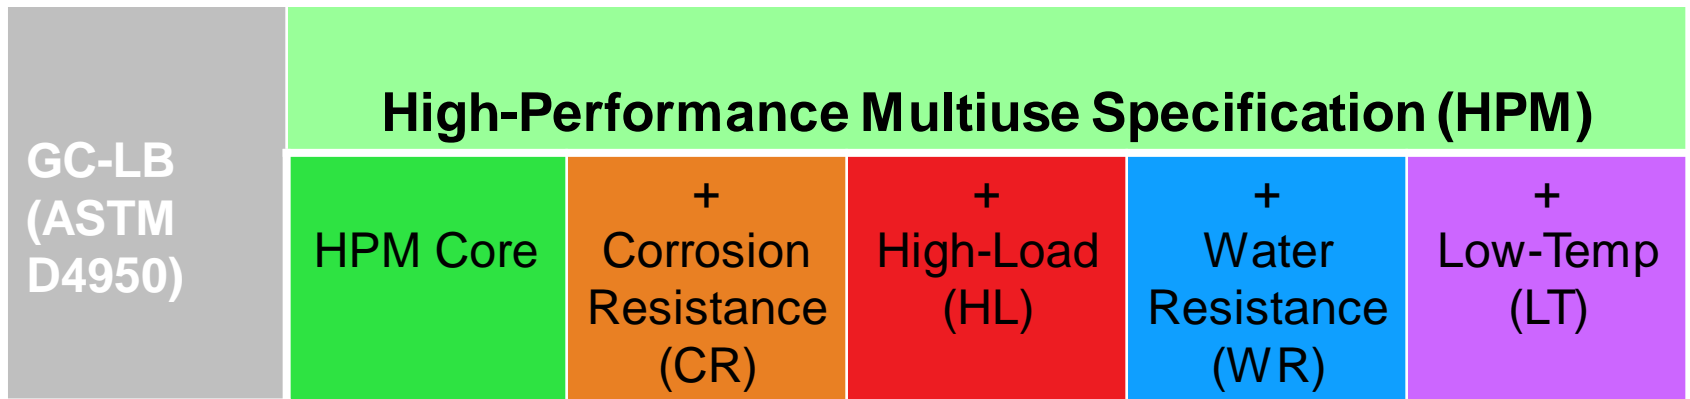 GC-LB
(ASTM
D4950)
High-Performance Multiuse Specification (HPM)
HPM Core
+
Corrosion
Resistance
(CR)
+
High-Load
(HL)
+
Water
Resistance
(WR)
+
Low-Temp
(LT)